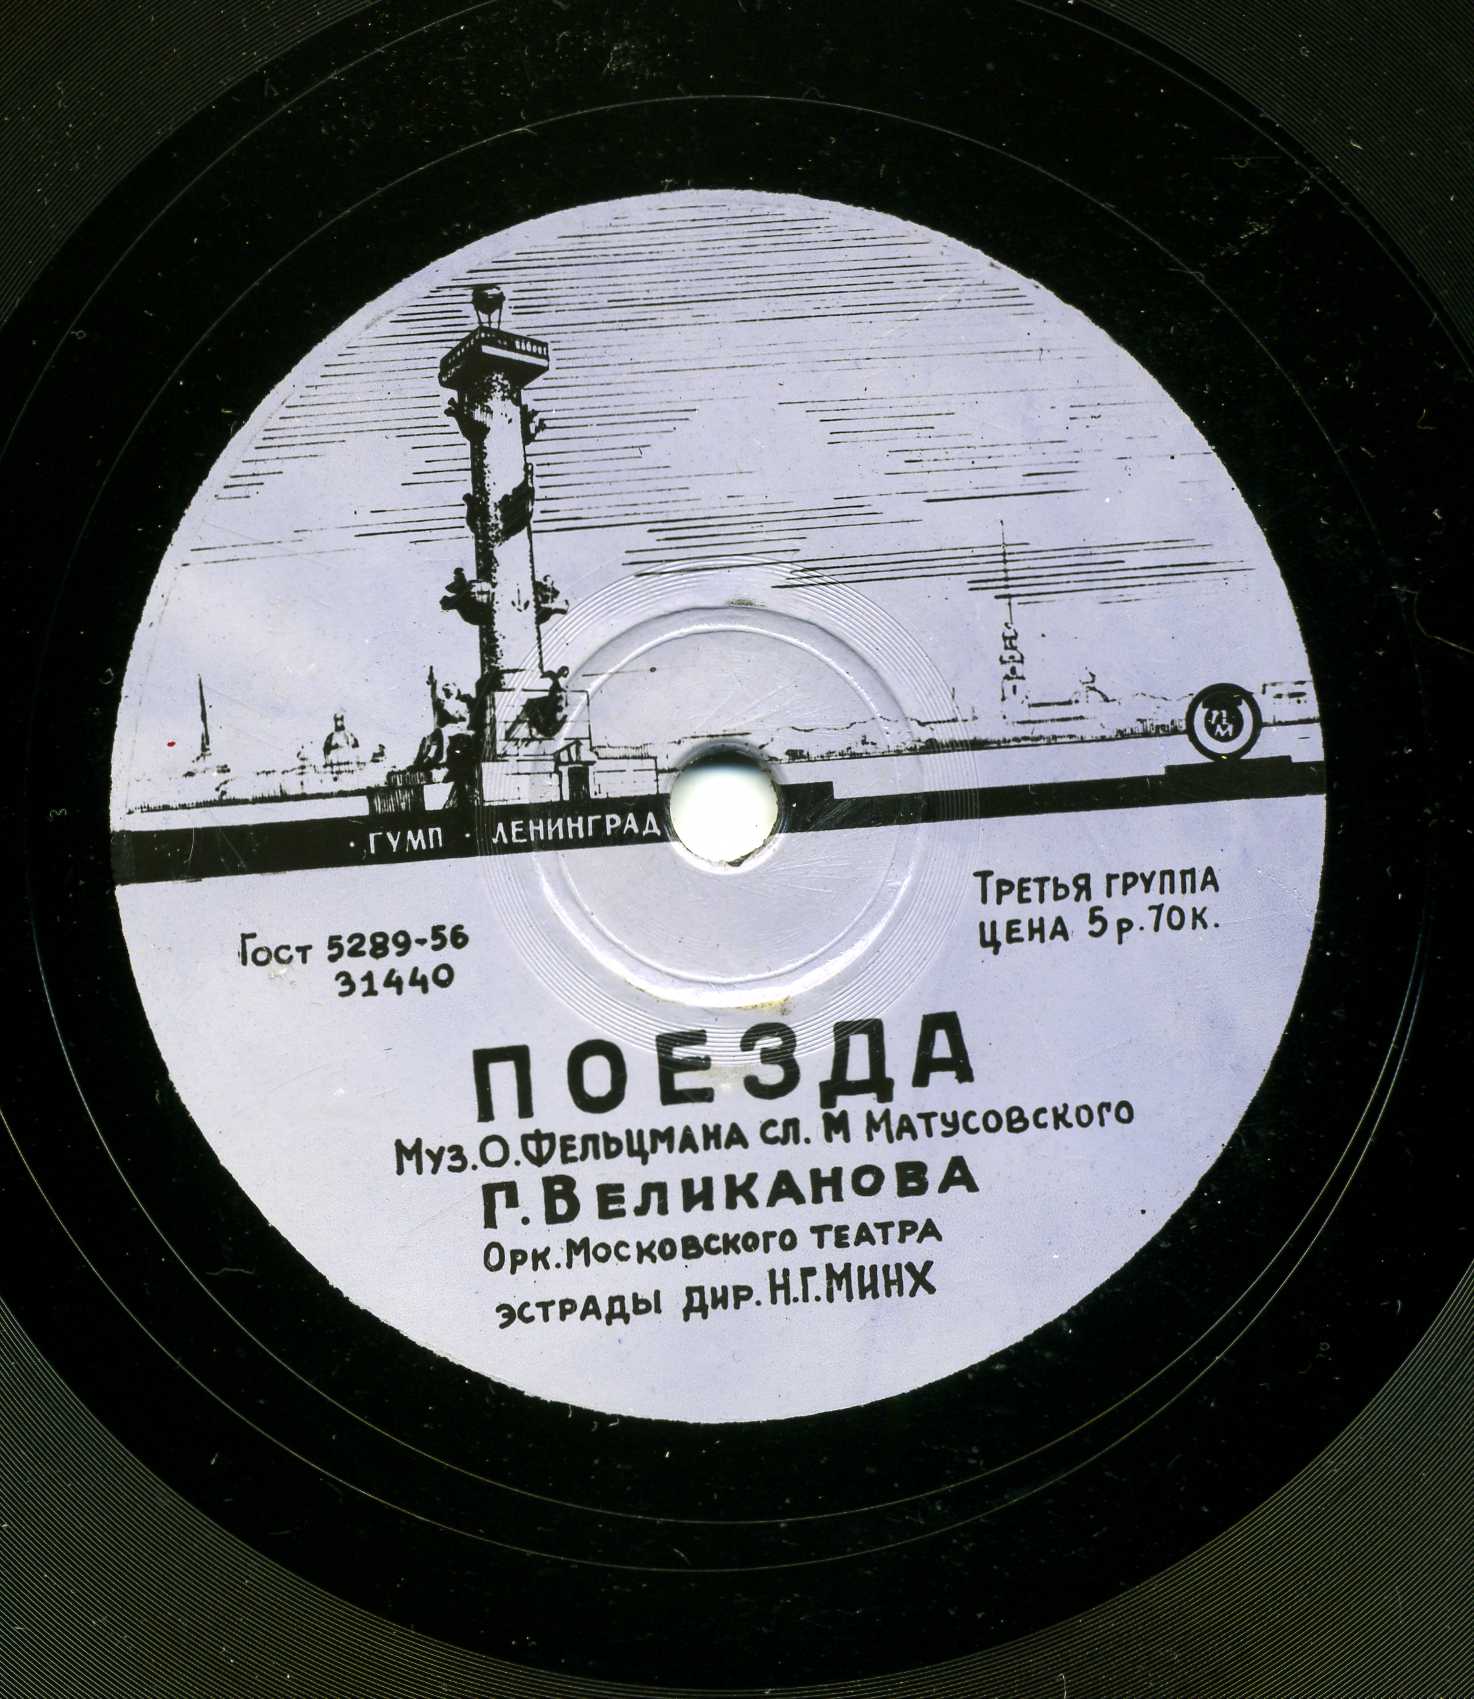 · ГУМП · ЛЕНИНГРАД
ТРЕТЬЯ ГРУППА
ЦЕНА 5 р. 70 к.
Гост 5289-56
31440
ПОЕЗДА
Муз. О. Фельцмана сл. М Матусовского
Г. Великанова
Орк. Московского театра
эстрады дир. Н.Г. Минх